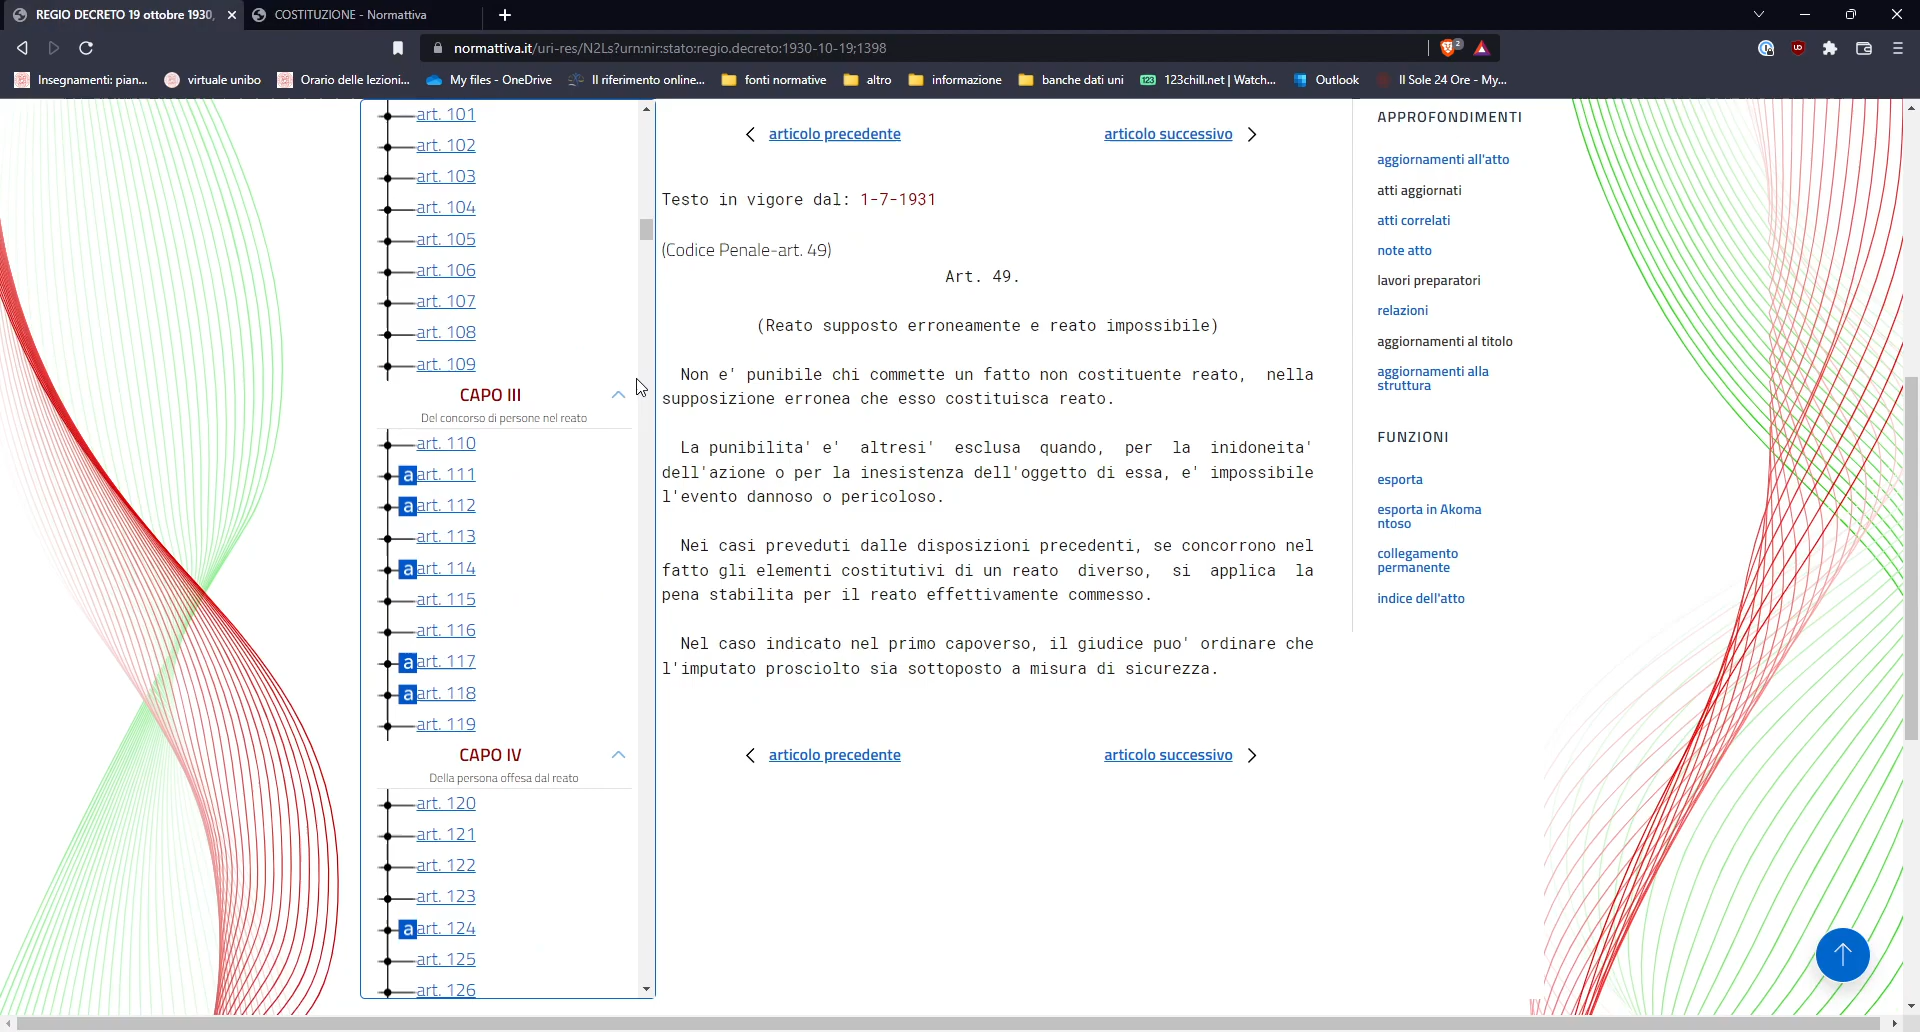 REGIO DECRETO 19 ottobre 1930,
COSTITUZIONE - Normattiva
normattiva.it/uri-res/N2Ls?urn:nir:stato:regio.decreto:1930-10-19;1398
2
Insegnamenti: pian...
virtuale unibo
Orario delle lezioni...
My files - OneDrive
Il riferimento online...
fonti normative
altro
informazione
banche dati uni
123
123chill.net | Watch...
Outlook
Il Sole 24 Ore - My...
art. 101
art. 102
art. 103
art. 104
art. 105
art. 106
art. 107
art. 108
art. 109
CAPO III
Del concorso di persone nel reato
art. 110
a art. 111
a art. 112
art. 113
a art. 114
art. 115
art. 116
a art. 117
a art. 118
art. 119
CAPO IV
Della persona offesa dal reato
art. 120
art. 121
art. 122
art. 123
a art. 124
art. 125
art. 126
articolo precedente
articolo successivo
Testo in vigore dal: 1-7-1931
(Codice Penale-art. 49)
Art. 49.
(Reato supposto erroneamente e reato impossibile)
Non e' punibile chi commette un fatto non costituente reato, nella
supposizione erronea che esso costituisca reato.
La punibilita' e' altresi' esclusa quando, per la inidoneita'
dell'azione o per la inesistenza dell'oggetto di essa, e' impossibile
l'evento dannoso o pericoloso.
Nei casi preveduti dalle disposizioni precedenti, se concorrono nel
fatto gli elementi costitutivi di un reato diverso, si applica la
pena stabilita per il reato effettivamente commesso.
Nel caso indicato nel primo capoverso, il giudice puo' ordinare che
l'imputato prosciolto sia sottoposto a misura di sicurezza.
articolo precedente
articolo successivo
APPROFONDIMENTI
aggiornamenti all'atto
atti aggiornati
atti correlati
note atto
lavori preparatori
relazioni
aggiornamenti al titolo
aggiornamenti alla
struttura
FUNZIONI
esporta
esporta in Akoma
ntoso
collegamento
permanente
indice dell'atto